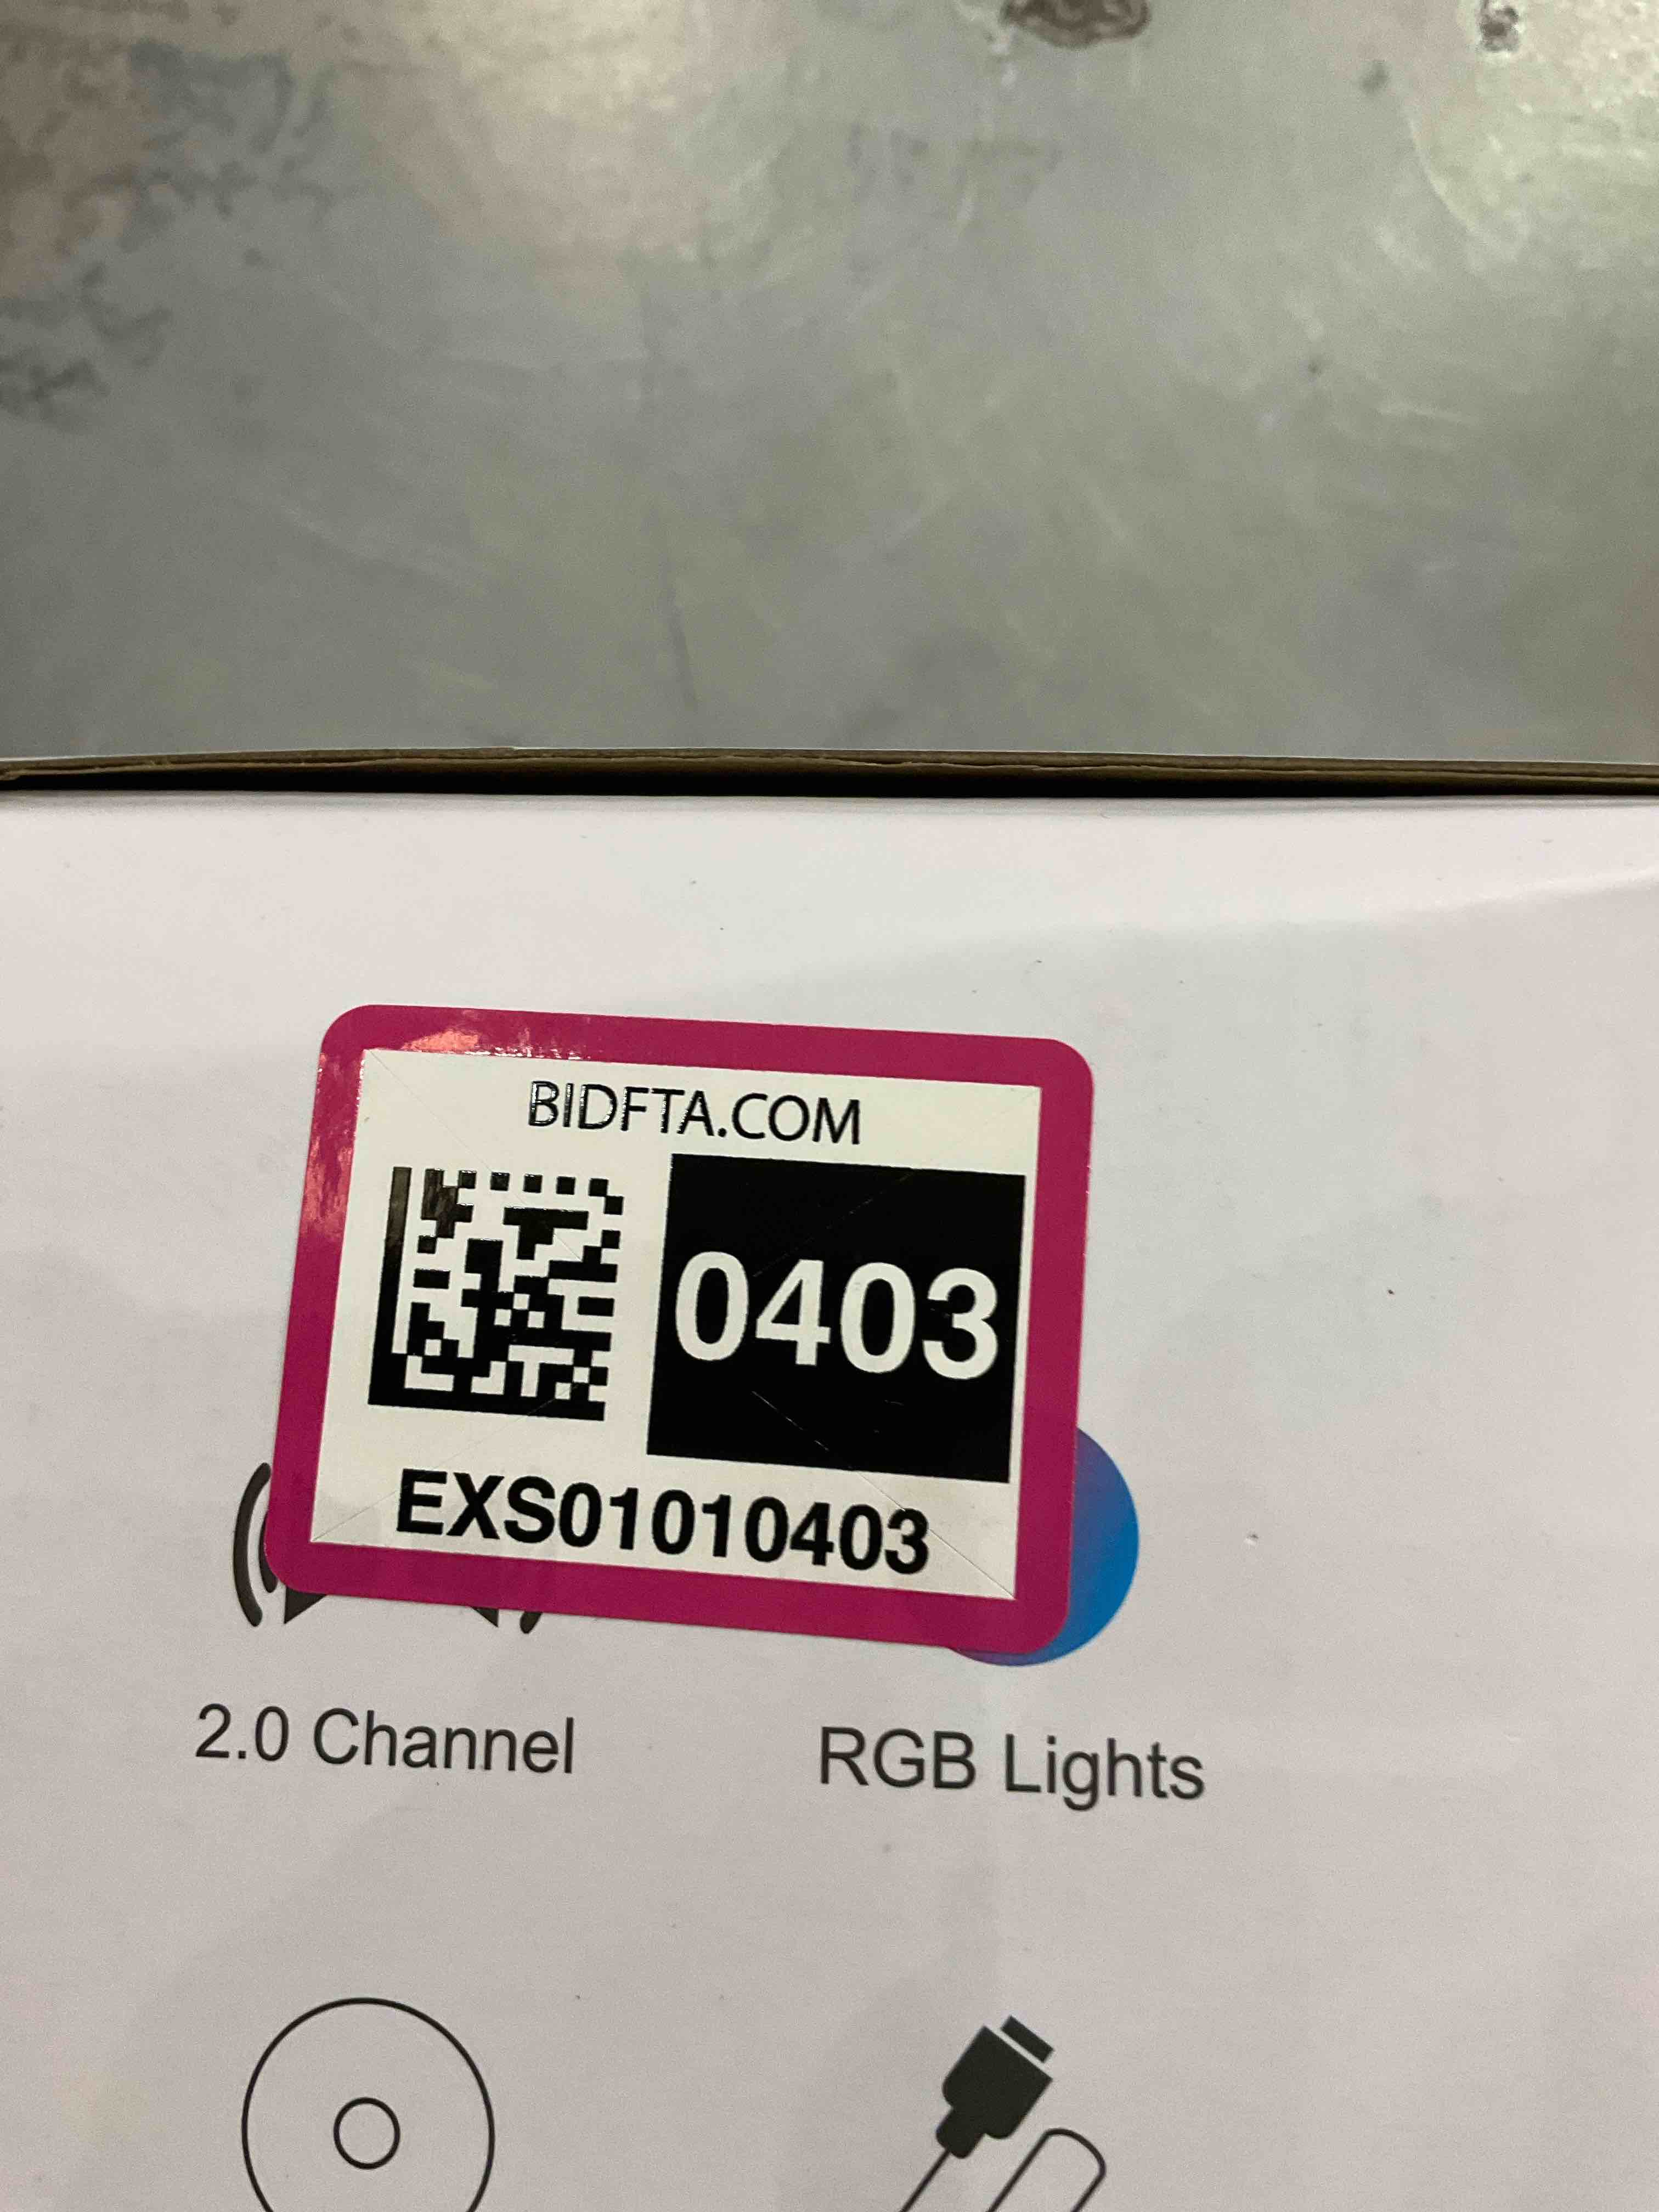 BIDFTA.COM
0403
EXS01010403
2.0 Channel
RGB Lights